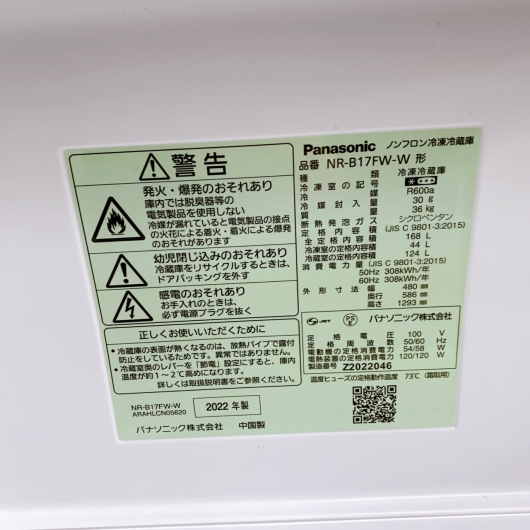 警告
発火・爆発のおそれあり
庫内では脱臭器等の
電気製品を使用しない
冷媒が漏れていると電気製品の接点
の火花による着火・着火による爆発
のおそれあり
幼児閉じ込みのおそれあり
冷蔵庫をリサイクルするときは、
ドアパッキングを外す
感電のおそれあり
お手入れのときは、
必ず電源プラグを抜く
正しくお使いいただくために
・冷蔵庫の表面が熱くなるのは、放熱パイプで露付
防止をしているためです。異常ではありません。
・冷蔵室奥のレバーを「節電」設定にすると、庫内
温度が約1～2℃高めになります。
詳しくは取扱説明書をご覧ください。
NR-B17FW-W
ARAHLCN05620
2022年製
パナソニック株式会社 中国製
Panasonic ノンフロン冷凍冷蔵庫
品番 NR-B17FW-W 形
種類 冷凍冷蔵庫
冷凍室の記号
冷媒 R600a
冷媒封入量 30 g
質量 36 kg
断熱発泡ガス シクロペンタン
定格内容積 (JIS C 9801-3:2015)
全定格内容積 168 L
冷凍室定格内容積 44 L
冷蔵室定格内容積 124 L
消費電力量 (JIS C 9801-3:2015)
50Hz 308kWh/年
60Hz 308kWh/年
外形寸法 幅 480 mm
奥行 586 mm
高さ 1293 mm
JET
PS
E
パナソニック株式会社
定格電圧 100 V
定格周波数 50/60 Hz
電動機の定格消費電力 54/58 W
電熱装置の定格消費電力 120/120 W
製造番号 Z2022046
温度ヒューズの定格動作温度 73℃ (霜取用)